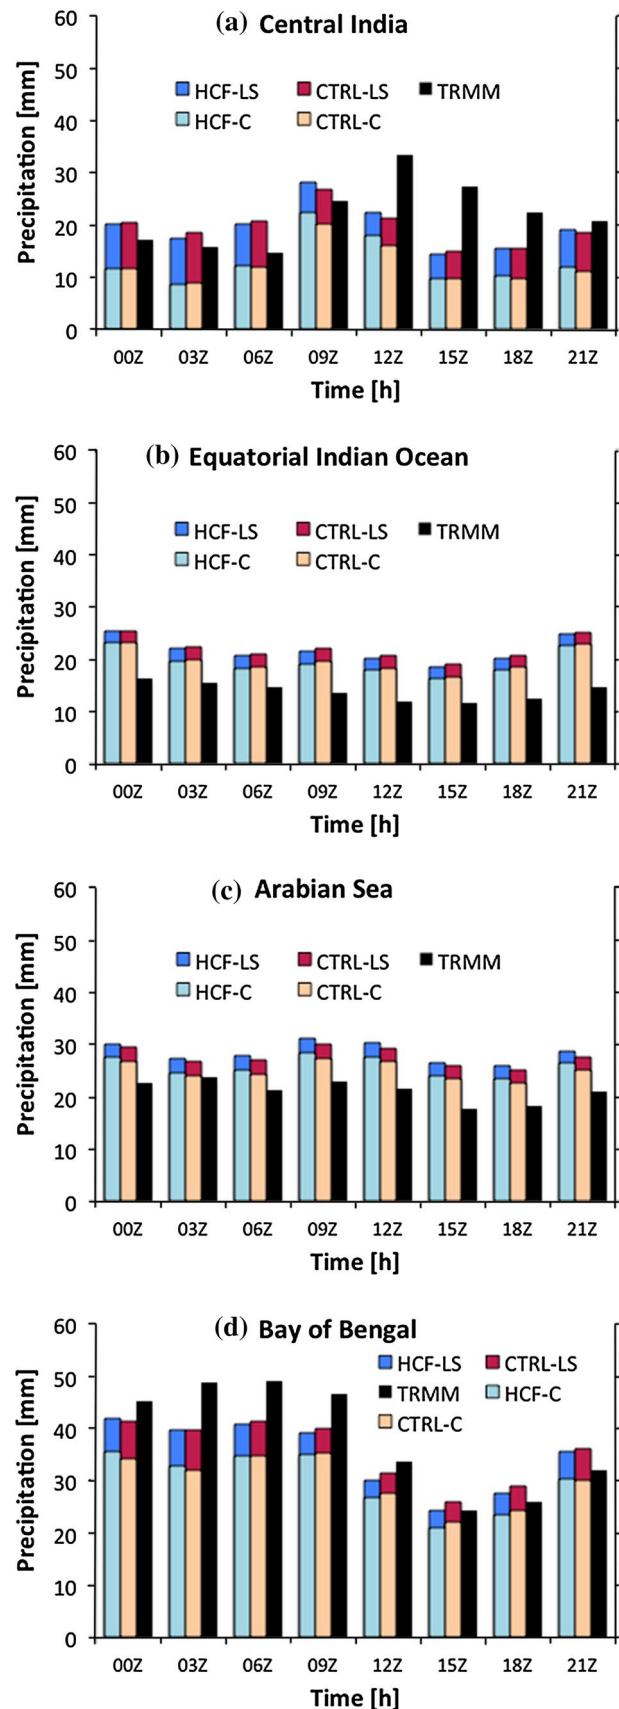 (a) Central India
Precipitation [mm]
60
50
40
30
20
10
0
HCF-LS CTRL-LS TRMM
HCF-C CTRL-C
00Z 03Z 06Z 09Z 12Z 15Z 18Z 21Z
Time [h]
(b) Equatorial Indian Ocean
Precipitation [mm]
60
50
40
30
20
10
0
HCF-LS CTRL-LS TRMM
HCF-C CTRL-C
00Z 03Z 06Z 09Z 12Z 15Z 18Z 21Z
Time [h]
(c) Arabian Sea
Precipitation [mm]
60
50
40
30
20
10
0
HCF-LS CTRL-LS TRMM
HCF-C CTRL-C
00Z 03Z 06Z 09Z 12Z 15Z 18Z 21Z
Time [h]
(d) Bay of Bengal
Precipitation [mm]
60
50
40
30
20
10
0
HCF-LS CTRL-LS
TRMM HCF-C
CTRL-C
00Z 03Z 06Z 09Z 12Z 15Z 18Z 21Z
Time [h]